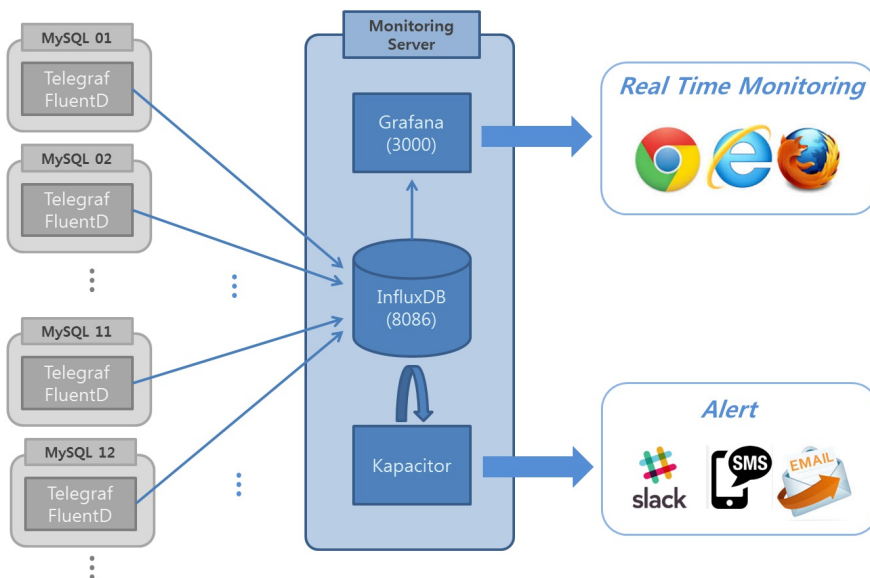 MySQL 01
Telegraf
FluentD
MySQL 02
Telegraf
FluentD
MySQL 11
Telegraf
FluentD
MySQL 12
Telegraf
FluentD
Monitoring
Server
Grafana
(3000)
InfluxDB
(8086)
Kapacitor
Real Time Monitoring
Alert
slack
SMS
EMAIL